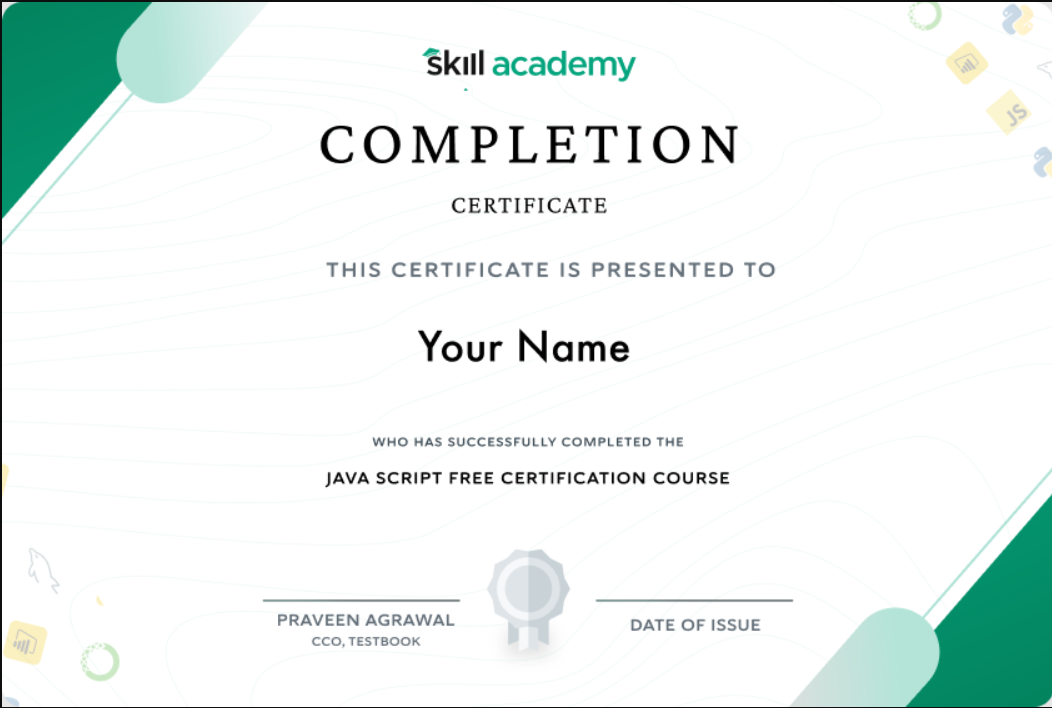 skill academy
COMPLETION
CERTIFICATE
THIS CERTIFICATE IS PRESENTED TO
Your Name
WHO HAS SUCCESSFULLY COMPLETED THE
JAVA SCRIPT FREE CERTIFICATION COURSE
PRAVEEN AGRAWAL
CCO, TESTBOOK
DATE OF ISSUE
JS